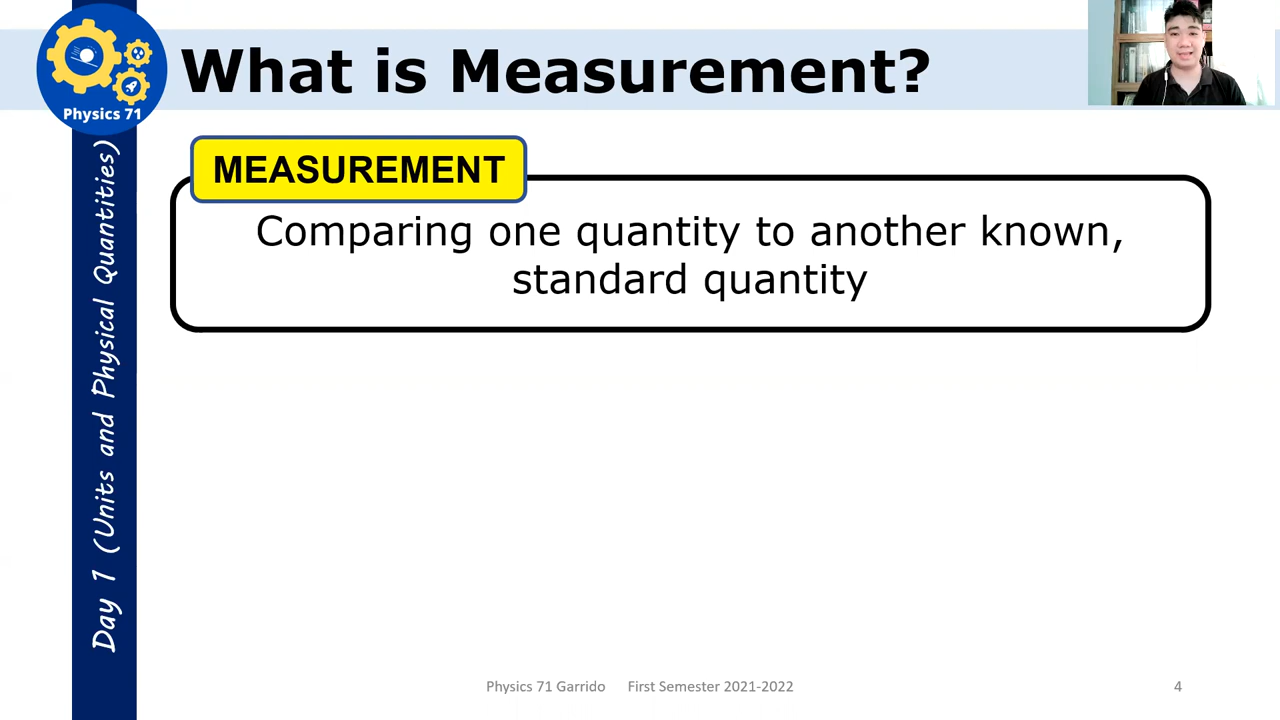 What is Measurement?
Physics 71
MEASUREMENT
Comparing one quantity to another known,
standard quantity
Day 1 (Units and Physical Quantities)
Physics 71 Garrido First Semester 2021-2022
4